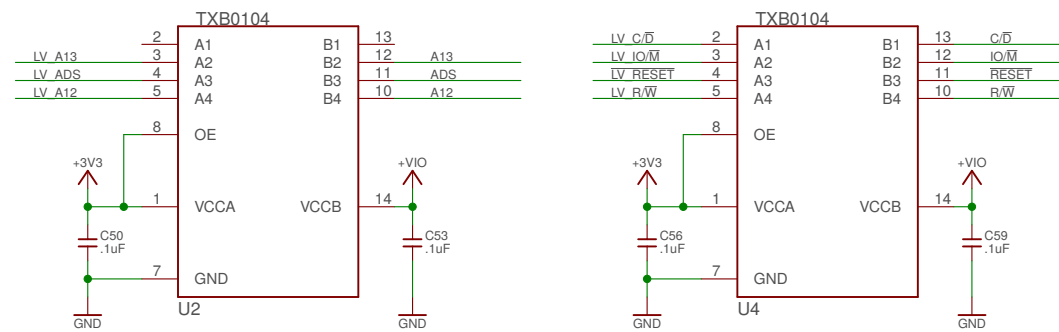 TXB0104
2 A1 B1 13
LV_A13 3 A2 B2 12 A13
LV_ADS 4 A3 B3 11 ADS
LV_A12 5 A4 B4 10 A12
8 OE
+3V3 +VIO
1 VCCA VCCB 14
C50 .1uF
C53 .1uF
7 GND
U2
GND GND
TXB0104
LV_C/D̅ 2 A1 B1 13 C/D̅
LV_IO/M̅ 3 A2 B2 12 IO/M̅
L̅V̅_̅R̅E̅S̅E̅T̅ 4 A3 B3 11 R̅E̅S̅E̅T̅
LV_R/W̅ 5 A4 B4 10 R/W̅
8 OE
+3V3 +VIO
1 VCCA VCCB 14
C56 .1uF
C59 .1uF
7 GND
U4
GND GND